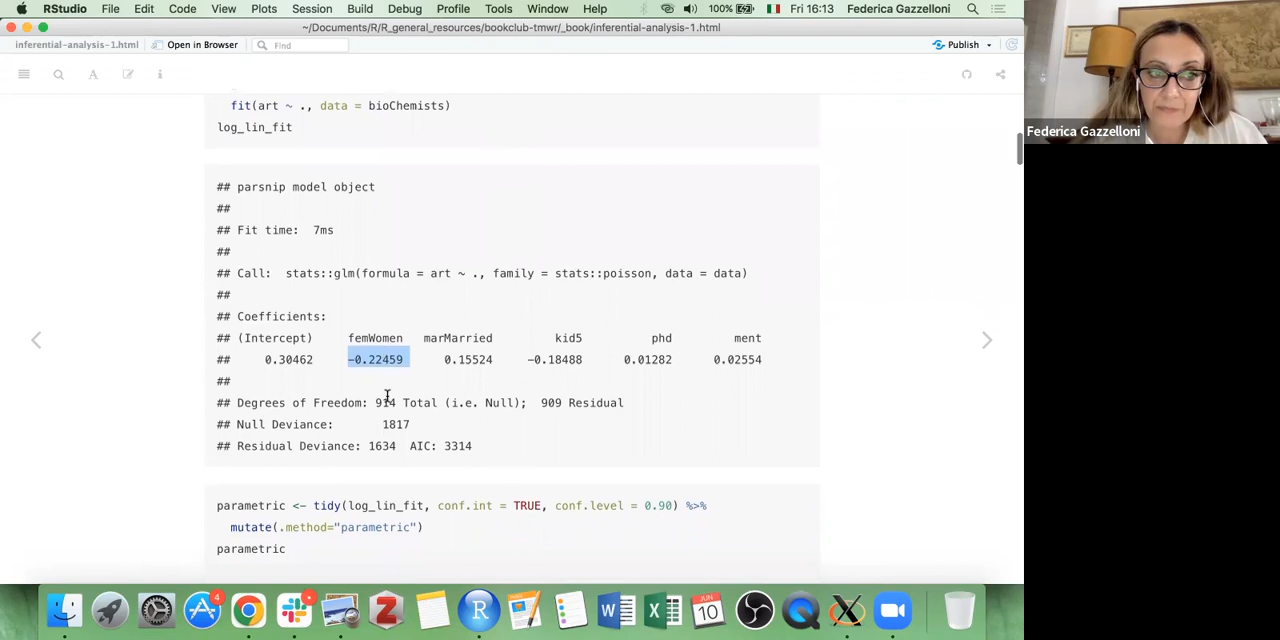 RStudio File Edit Code View Plots Session Build Debug Profile Tools Window Help 100% Fri 16:13 Federica Gazzelloni
~/Documents/R/R_general_resources/bookclub-tmwr/_book/inferential-analysis-1.html
inferential-analysis-1.html Open in Browser Find Publish
A i
fit(art ~ ., data = bioChemists)
log_lin_fit
## parsnip model object
##
## Fit time: 7ms
##
## Call: stats::glm(formula = art ~ ., family = stats::poisson, data = data)
##
## Coefficients:
## (Intercept) femWomen marMarried kid5 phd ment
## 0.30462 -0.22459 0.15524 -0.18488 0.01282 0.02554
##
## Degrees of Freedom: 914 Total (i.e. Null); 909 Residual
## Null Deviance: 1817
## Residual Deviance: 1634 AIC: 3314
parametric <- tidy(log_lin_fit, conf.int = TRUE, conf.level = 0.90) %>%
mutate(.method="parametric")
parametric
4
Z
R
W
X
JUN
10
Q
X
Federica Gazzelloni